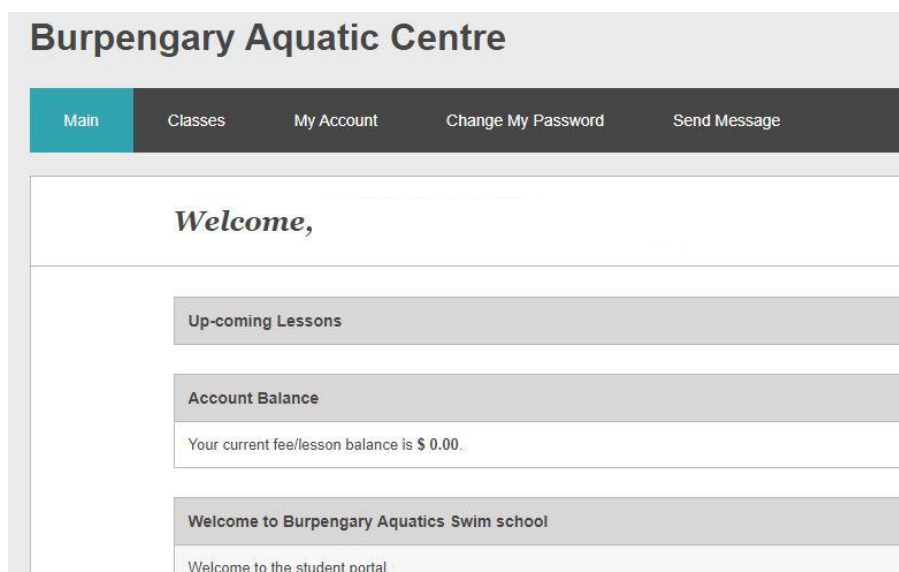 Burpengary Aquatic Centre
Main Classes My Account Change My Password Send Message
Welcome,
Up-coming Lessons
Account Balance
Your current fee/lesson balance is $ 0.00.
Welcome to Burpengary Aquatics Swim school
Welcome to the student portal